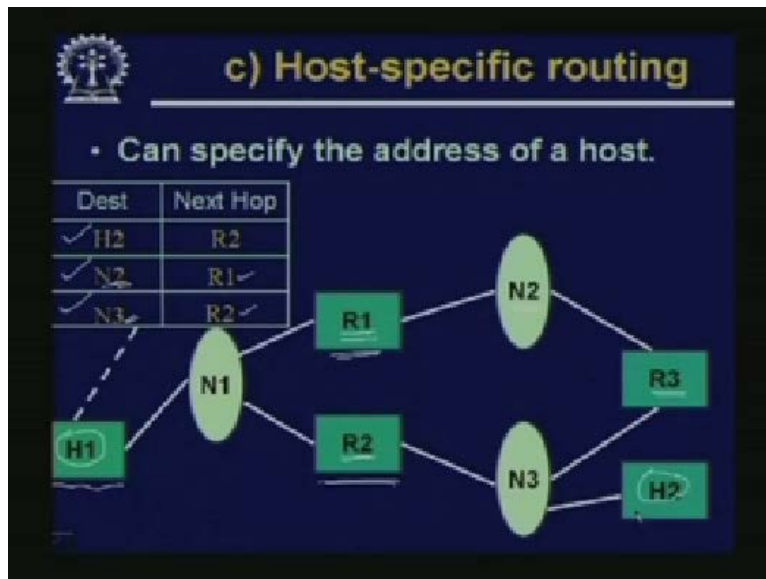 c) Host-specific routing
• Can specify the address of a host.
Dest Next Hop
H2 R2
N2 R1
N3 R2
N2
R1
R3
N1
R2
H1
N3
H2